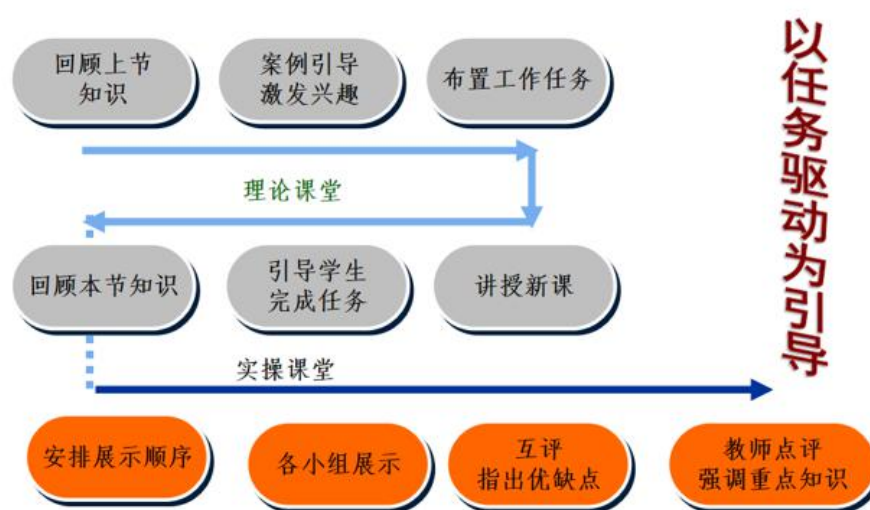 回顾上节
知识
案例引导
激发兴趣
布置工作任务
理论课堂
回顾本节知识
引导学生
完成任务
讲授新课
实操课堂
安排展示顺序
各小组展示
互评
指出优缺点
教师点评
强调重点知识
以任务驱动为引导